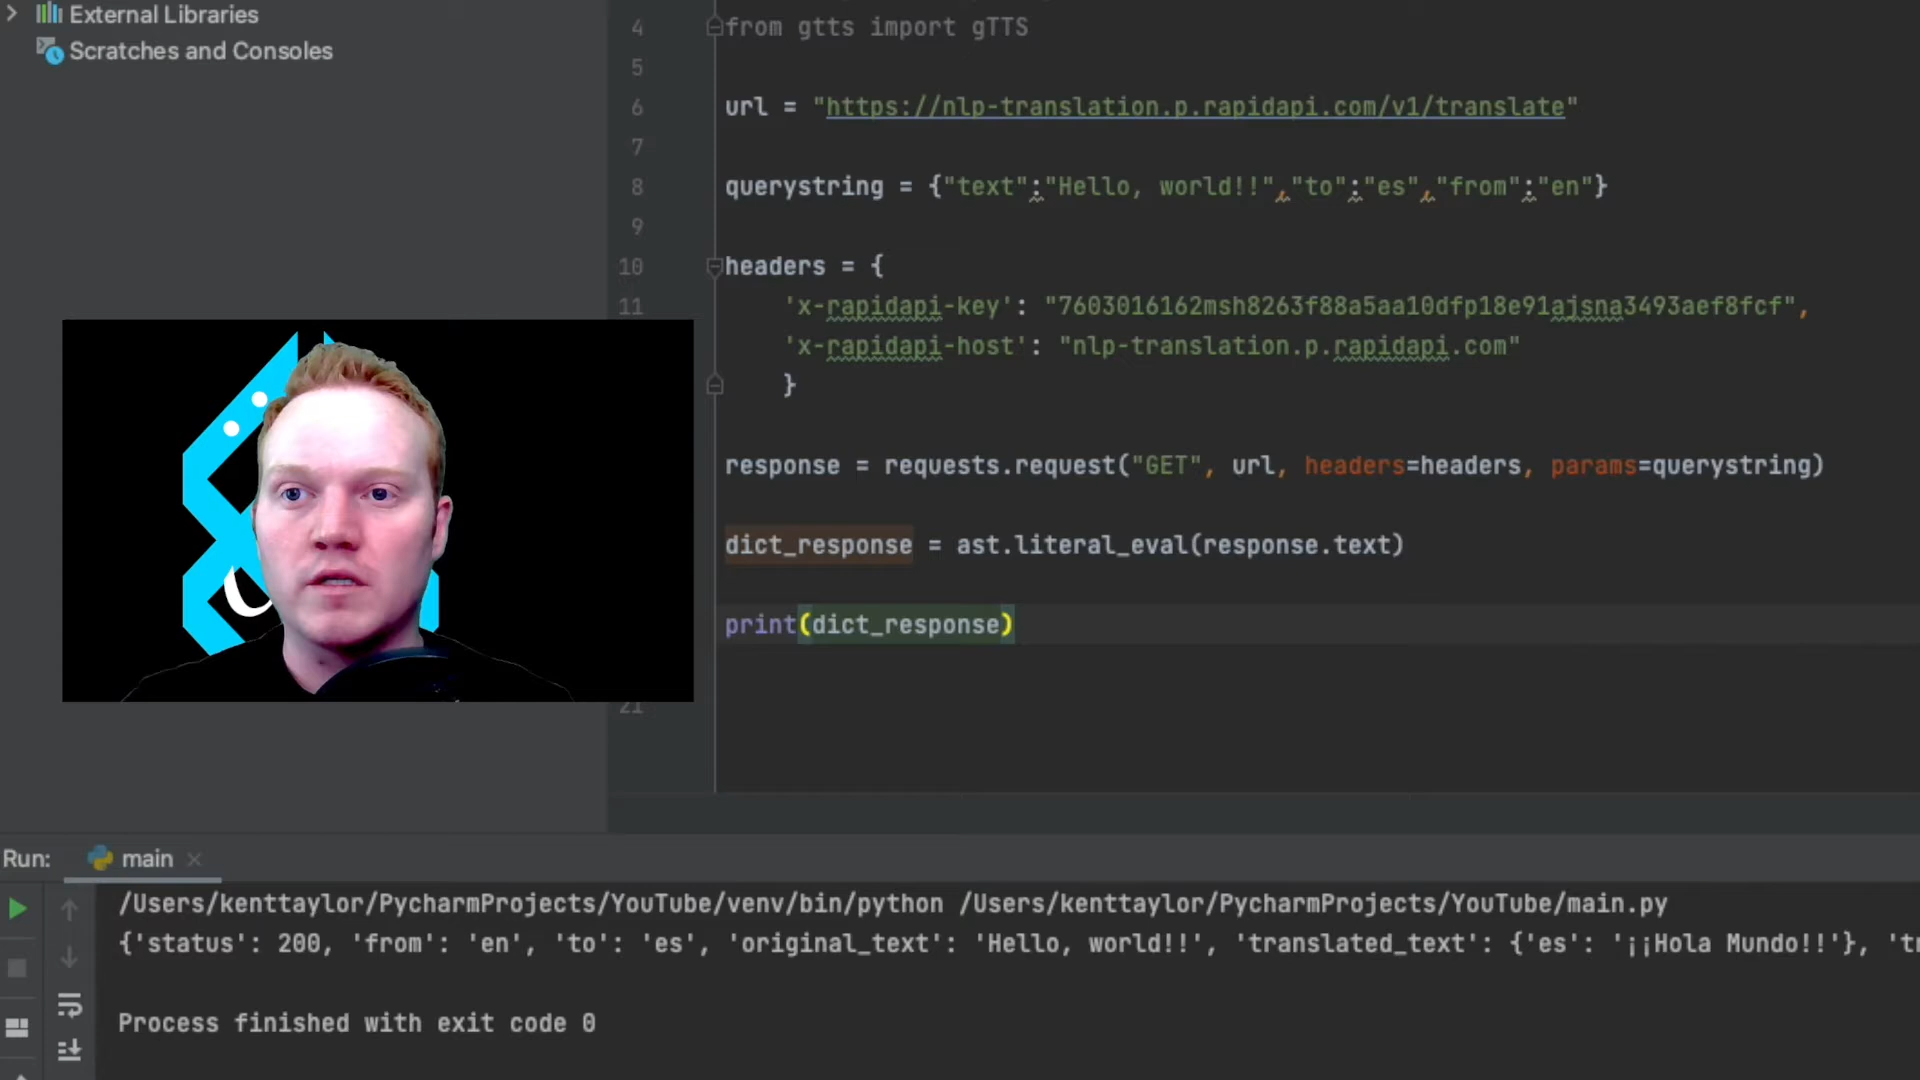 External Libraries
Scratches and Consoles
4 from gtts import gTTS
5
6 url = "https://nlp-translation.p.rapidapi.com/v1/translate"
7
8 querystring = {"text":"Hello, world!!","to":"es","from":"en"}
9
10 headers = {
11 'x-rapidapi-key': "7603016162msh8263f88a5aa10dfp18e91ajsna3493aef8fcf",
'x-rapidapi-host': "nlp-translation.p.rapidapi.com"
}
response = requests.request("GET", url, headers=headers, params=querystring)
dict_response = ast.literal_eval(response.text)
print(dict_response)
21
Run: main
/Users/kenttaylor/PycharmProjects/YouTube/venv/bin/python /Users/kenttaylor/PycharmProjects/YouTube/main.py
{'status': 200, 'from': 'en', 'to': 'es', 'original_text': 'Hello, world!!', 'translated_text': {'es': '¡¡Hola Mundo!!'},
Process finished with exit code 0